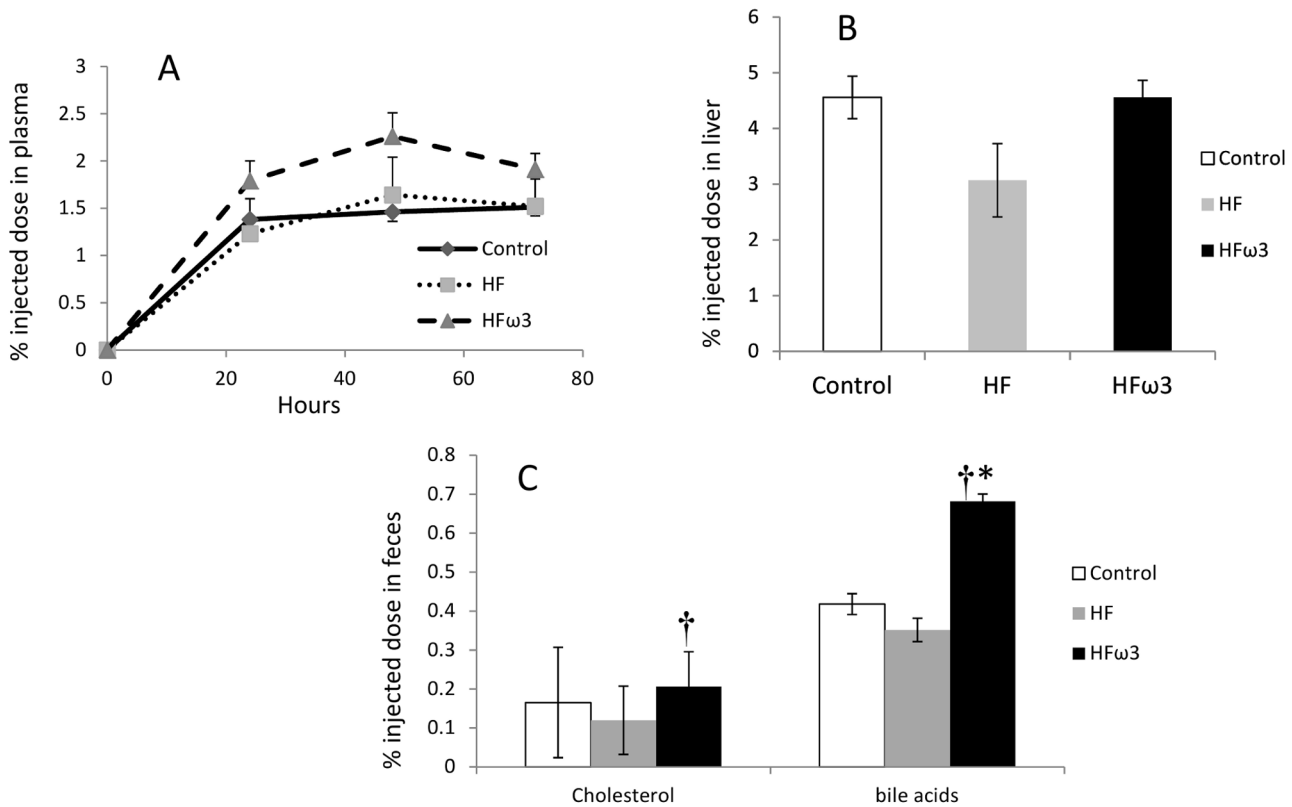 A
% injected dose in plasma
3
2.5
2
1.5
1
0.5
0
0 20 40 60 80
Hours
Control
HF
HFω3
B
% injected dose in liver
6
5
4
3
2
1
0
Control HF HFω3
Control
HF
HFω3
C
% injected dose in feces
0.8
0.7
0.6
0.5
0.4
0.3
0.2
0.1
0
†
†*
Cholesterol bile acids
Control
HF
HFω3